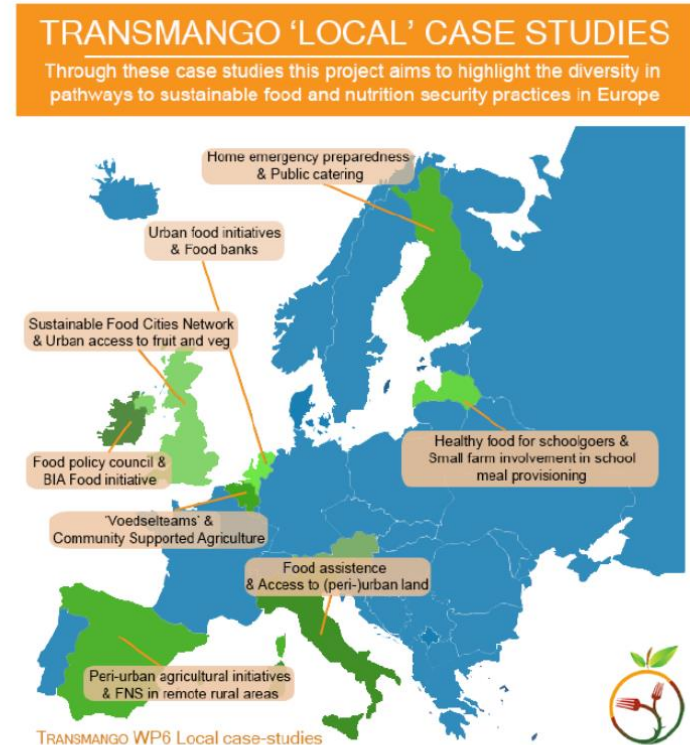 TRANSMANGO 'LOCAL' CASE STUDIES
Through these case studies this project aims to highlight the diversity in
pathways to sustainable food and nutrition security practices in Europe
Home emergency preparedness
& Public catering
Urban food initiatives
& Food banks
Sustainable Food Cities Network
& Urban access to fruit and veg
Food policy council &
BIA Food initiative
Healthy food for schoolgoers &
Small farm involvement in school
meal provisioning
'Voedselteams' &
Community Supported Agriculture
Food assistence
& Access to (peri-)urban land
Peri-urban agricultural initiatives
& FNS in remote rural areas
TRANSMANGO WP6 Local case-studies